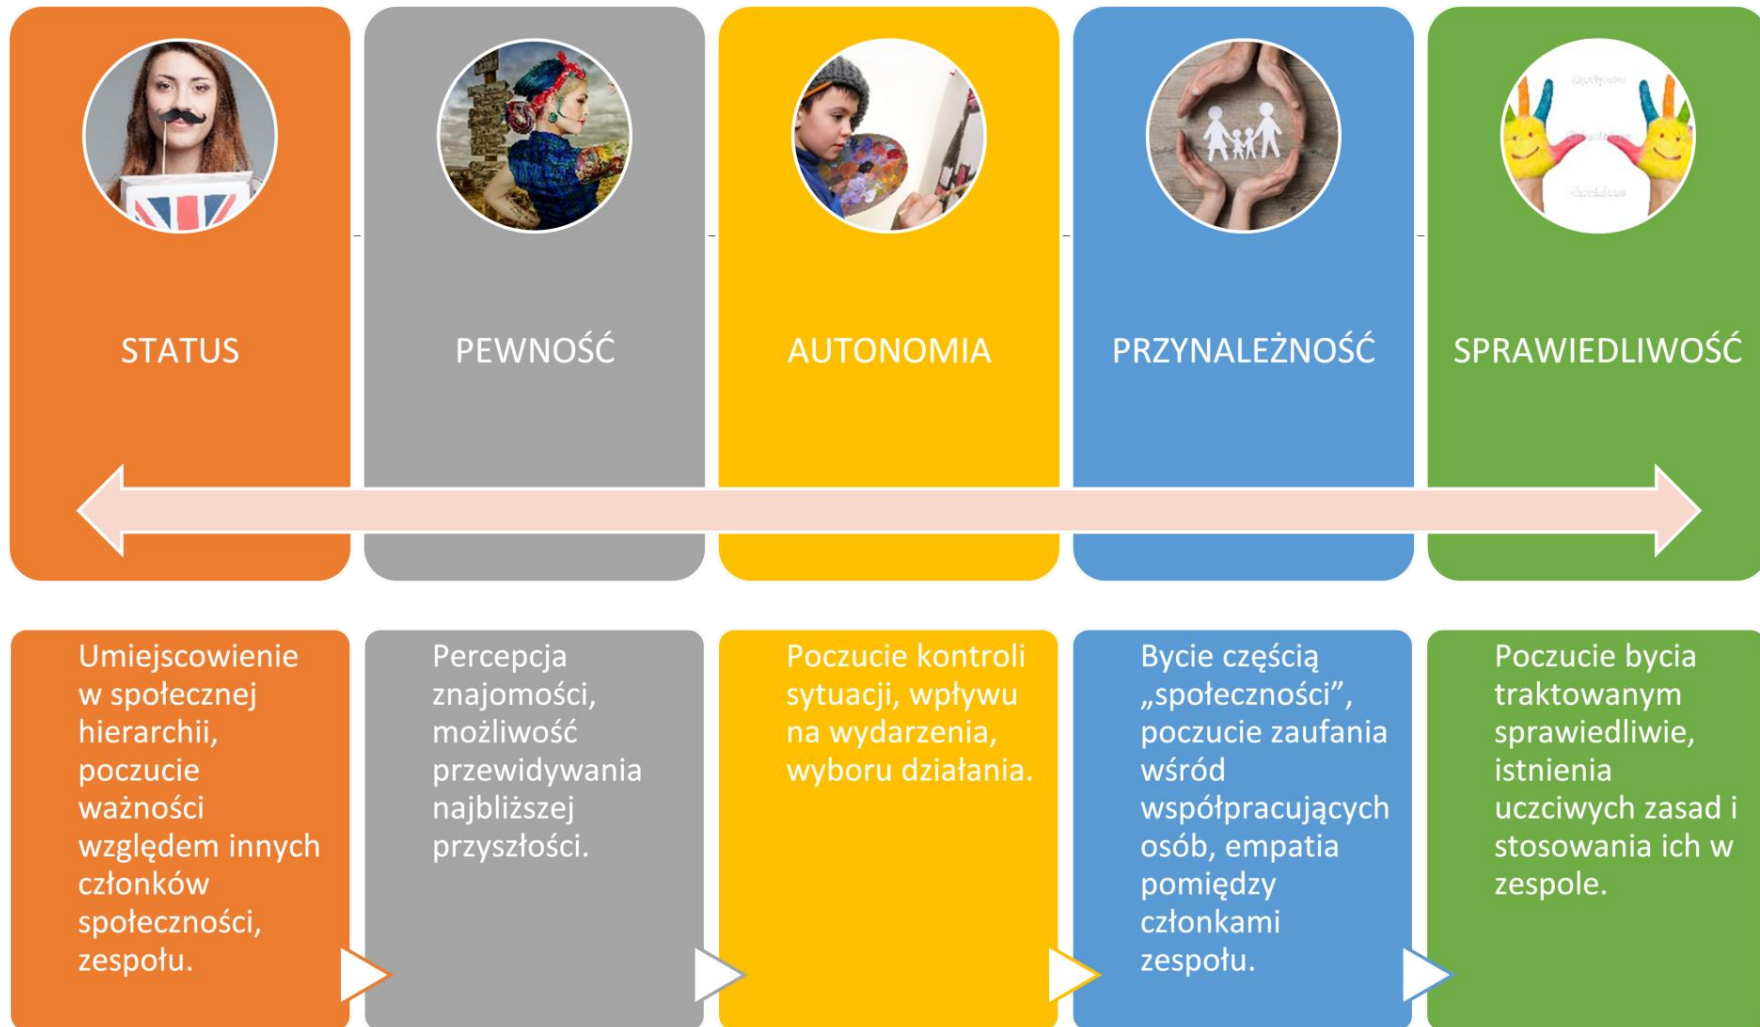 STATUS
PEWNOŚĆ
AUTONOMIA
PRZYNALEŻNOŚĆ
SPRAWIEDLIWOŚĆ
Umiejscowienie
w społecznej
hierarchii,
poczucie
ważności
względem innych
członków
społeczności,
zespołu.
Percepcja
znajomości,
możliwość
przewidywania
najbliższej
przyszłości.
Poczucie kontroli
sytuacji, wpływu
na wydarzenia,
wyboru działania.
Bycie częścią
„społeczności”,
poczucie zaufania
wśród
współpracujących
osób, empatia
pomiędzy
członkami
zespołu.
Poczucie bycia
traktowanym
sprawiedliwie,
istnienia
uczciwych zasad i
stosowania ich w
zespole.